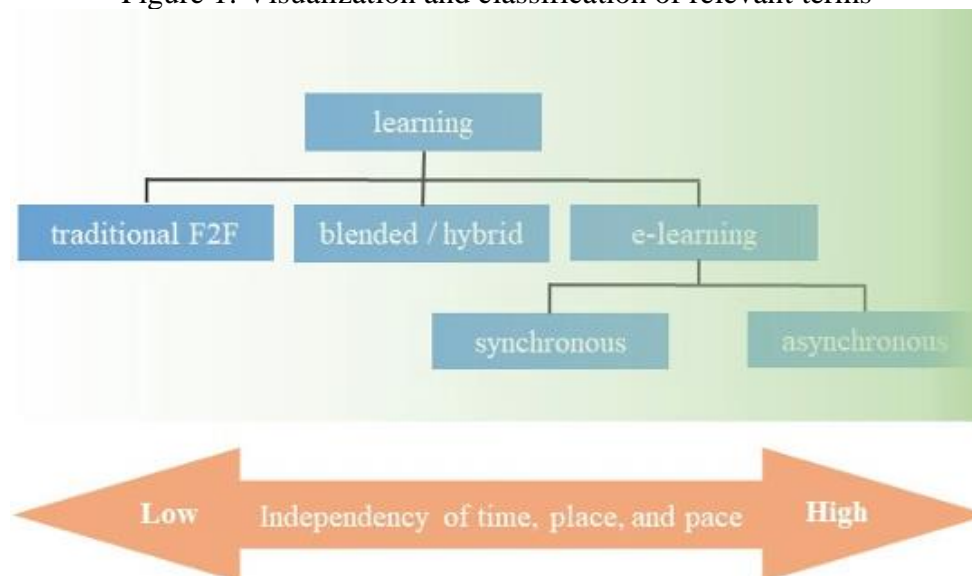 Figure 1: Visualization and classification of relevant terms
learning
traditional F2F
blended / hybrid
e-learning
synchronous
asynchronous
Low
Independency of time, place, and pace
High